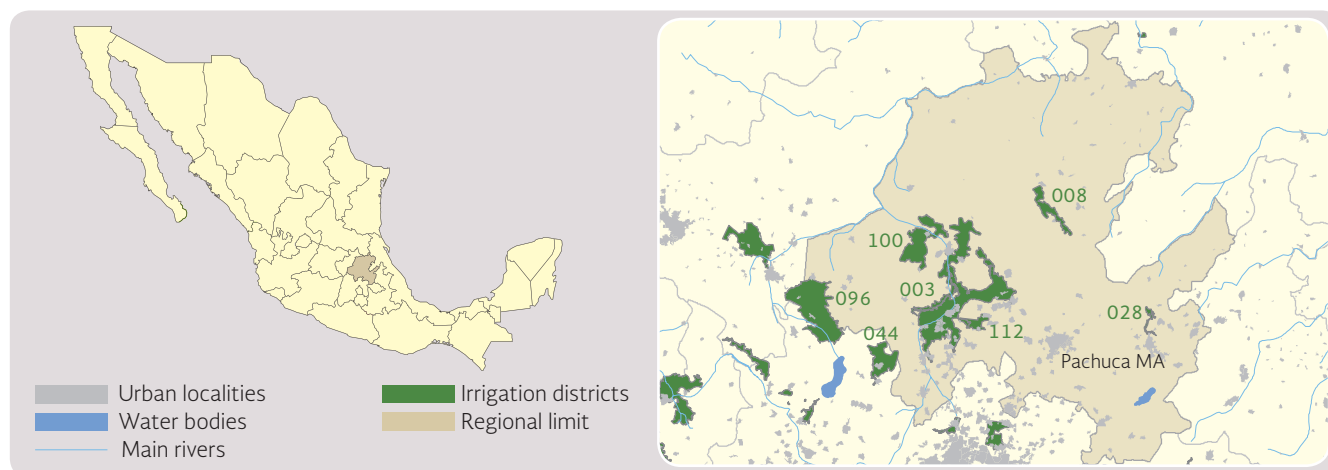 Urban localities
Water bodies
Main rivers
Irrigation districts
Regional limit
008
100
003
096
044
112
028
Pachuca MA